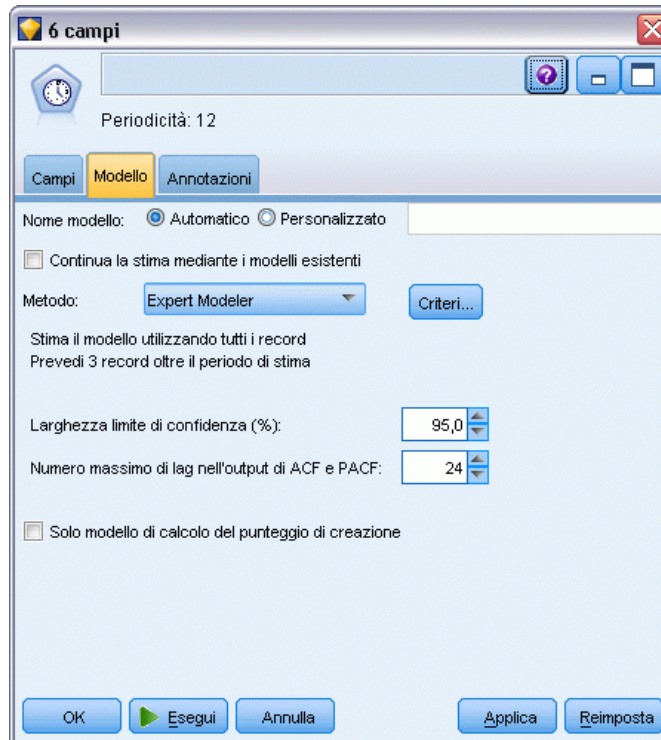 6 campi
Periodicità: 12
Campi Modello Annotazioni
Nome modello: Automatico Personalizzato
Continua la stima mediante i modelli esistenti
Metodo: Expert Modeler Criteri...
Stima il modello utilizzando tutti i record
Prevedi 3 record oltre il periodo di stima
Larghezza limite di confidenza (%): 95,0
Numero massimo di lag nell'output di ACF e PACF: 24
Solo modello di calcolo del punteggio di creazione
OK Esegui Annulla Applica Reimposta